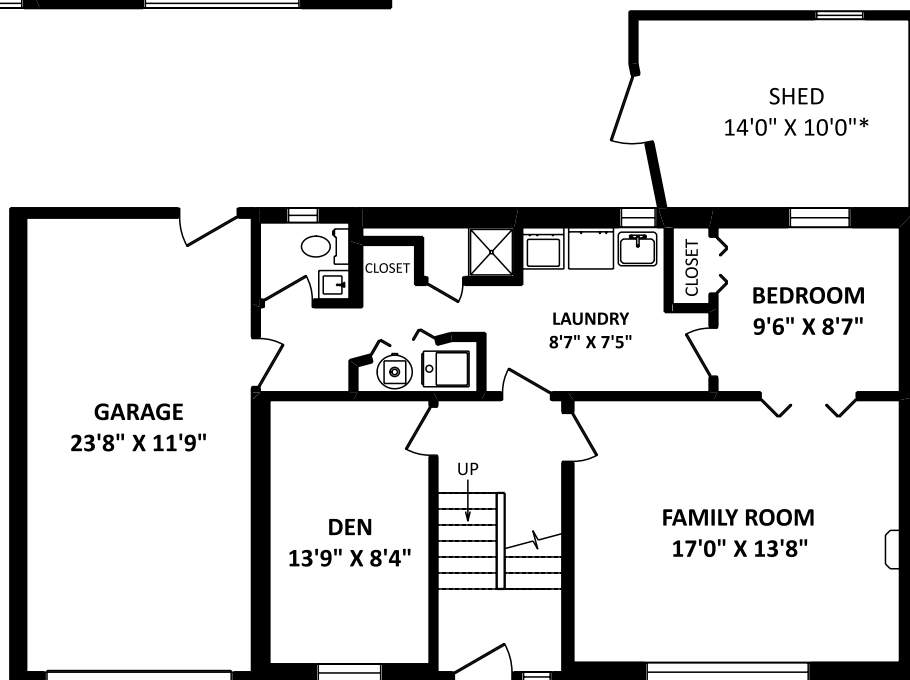 SHED
14'0" X 10'0"*
CLOSET
CLOSET
BEDROOM
9'6" X 8'7"
LAUNDRY
8'7" X 7'5"
GARAGE
23'8" X 11'9"
UP
DEN
13'9" X 8'4"
FAMILY ROOM
17'0" X 13'8"